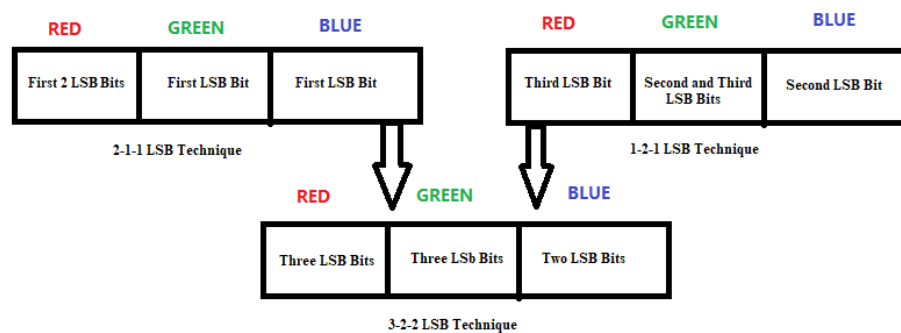 RED GREEN BLUE
First 2 LSB Bits First LSB Bit First LSB Bit
2-1-1 LSB Technique
RED GREEN BLUE
Third LSB Bit Second and Third Second LSB Bit
LSB Bits
1-2-1 LSB Technique
RED GREEN BLUE
Three LSB Bits Three LSb Bits Two LSB Bits
3-2-2 LSB Technique